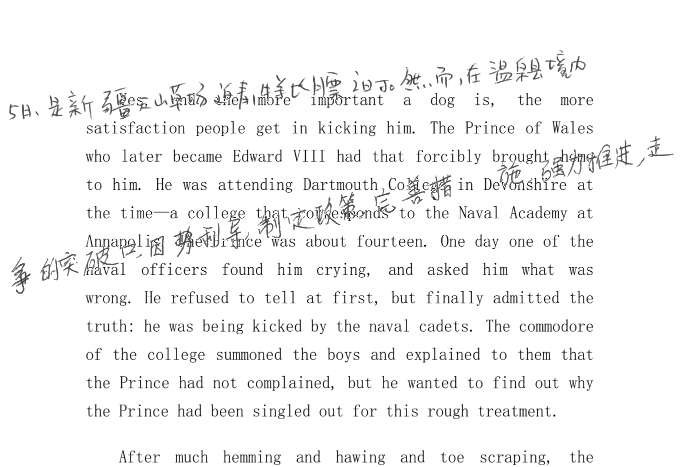 5日、是新疆天山草场返青,牲长膘的。然而,在温县境内
the more important a dog is, the more
satisfaction people get in kicking him. The Prince of Wales
who later became Edward VIII had that forcibly brought home
to him. He was attending Dartmouth College in Devonshire at
施,强力推进,走
the time—a college that corresponds to the Naval Academy at
争的突破口,因势利导,制定政策,完善措
Annapolis. The Prince was about fourteen. One day one of the
naval officers found him crying, and asked him what was
wrong. He refused to tell at first, but finally admitted the
truth: he was being kicked by the naval cadets. The commodore
of the college summoned the boys and explained to them that
the Prince had not complained, but he wanted to find out why
the Prince had been singled out for this rough treatment.
After much hemming and hawing and toe scraping, the